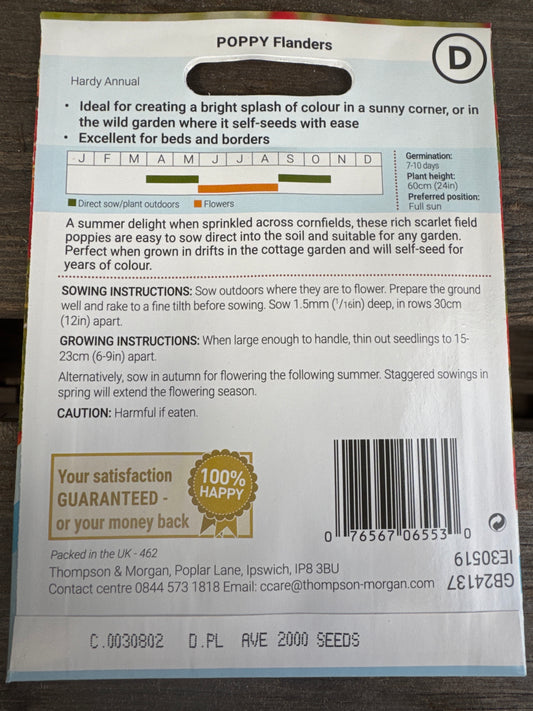 POPPY Flanders
D
Hardy Annual
• Ideal for creating a bright splash of colour in a sunny corner, or in
the wild garden where it self-seeds with ease
• Excellent for beds and borders
J F M A M J J A S O N D
Direct sow/plant outdoors Flowers
Germination:
7-10 days
Plant height:
60cm (24in)
Preferred position:
Full sun
A summer delight when sprinkled across cornfields, these rich scarlet field
poppies are easy to sow direct into the soil and suitable for any garden.
Perfect when grown in drifts in the cottage garden and will self-seed for
years of colour.
SOWING INSTRUCTIONS: Sow outdoors where they are to flower. Prepare the ground
well and rake to a fine tilth before sowing. Sow 1.5mm (1/16in) deep, in rows 30cm
(12in) apart.
GROWING INSTRUCTIONS: When large enough to handle, thin out seedlings to 15-
23cm (6-9in) apart.
Alternatively, sow in autumn for flowering the following summer. Staggered sowings in
spring will extend the flowering season.
CAUTION: Harmful if eaten.
Your satisfaction
GUARANTEED -
or your money back
100%
HAPPY
0 76567 06553 0
Packed in the UK - 462
Thompson & Morgan, Poplar Lane, Ipswich, IP8 3BU
Contact centre 0844 573 1818 Email: ccare@thompson-morgan.com
GB24137
IE30519
C.0030802 D.PL AVE 2000 SEEDS